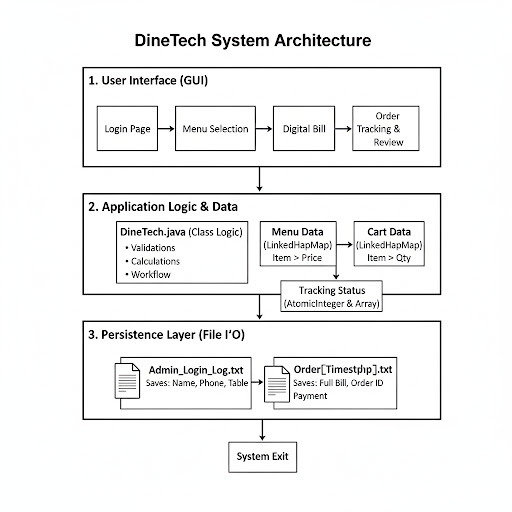 DineTech System Architecture
1. User Interface (GUI)
Login Page
Menu Selection
Digital Bill
Order
Tracking &
Review
2. Application Logic & Data
DineTech.java (Class Logic)
• Validations
• Calculations
• Workflow
Menu Data
(LinkedHapMap)
Item > Price
Cart Data
(LinkedHapMap)
Item > Qty
Tracking Status
(AtomicInteger & Array)
3. Persistence Layer (File I'O)
Admin_Login_Log.txt
Saves: Name, Phone, Table
Order[Timestþp].txt
Saves: Full Bill, Order ID
Payment
System Exit